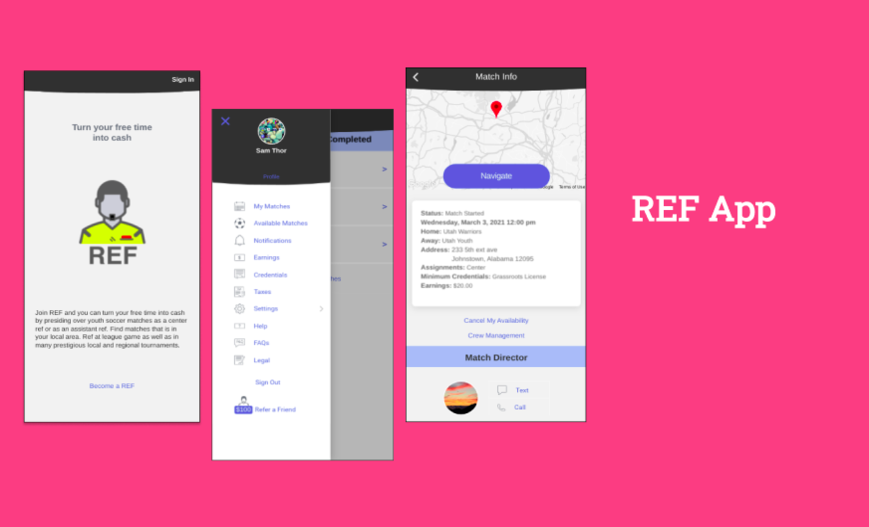 Sign In
Turn your free time
into cash
REF
Join REF and you can turn your free time into cash
by presiding over youth soccer matches as a center
ref or as an assistant ref. Find matches that is in
your local area. Ref at league game as well as in
many prestigious local and regional tournaments.
Become a REF
Sam Thor
Profile
My Matches
Available Matches
Notifications
Earnings
Credentials
Taxes
Settings
Help
FAQs
Legal
Sign Out
$100 Refer a Friend
Completed
Match Info
Navigate
Status: Match Started
Wednesday, March 3, 2021 12:00 pm
Home: Utah Warriors
Away: Utah Youth
Address: 233 5th ext ave
Johnstown, Alabama 12095
Assignments: Center
Minimum Credentials: Grassroots License
Earnings: $20.00
Cancel My Availability
Crew Management
Match Director
Text
Call
REF App